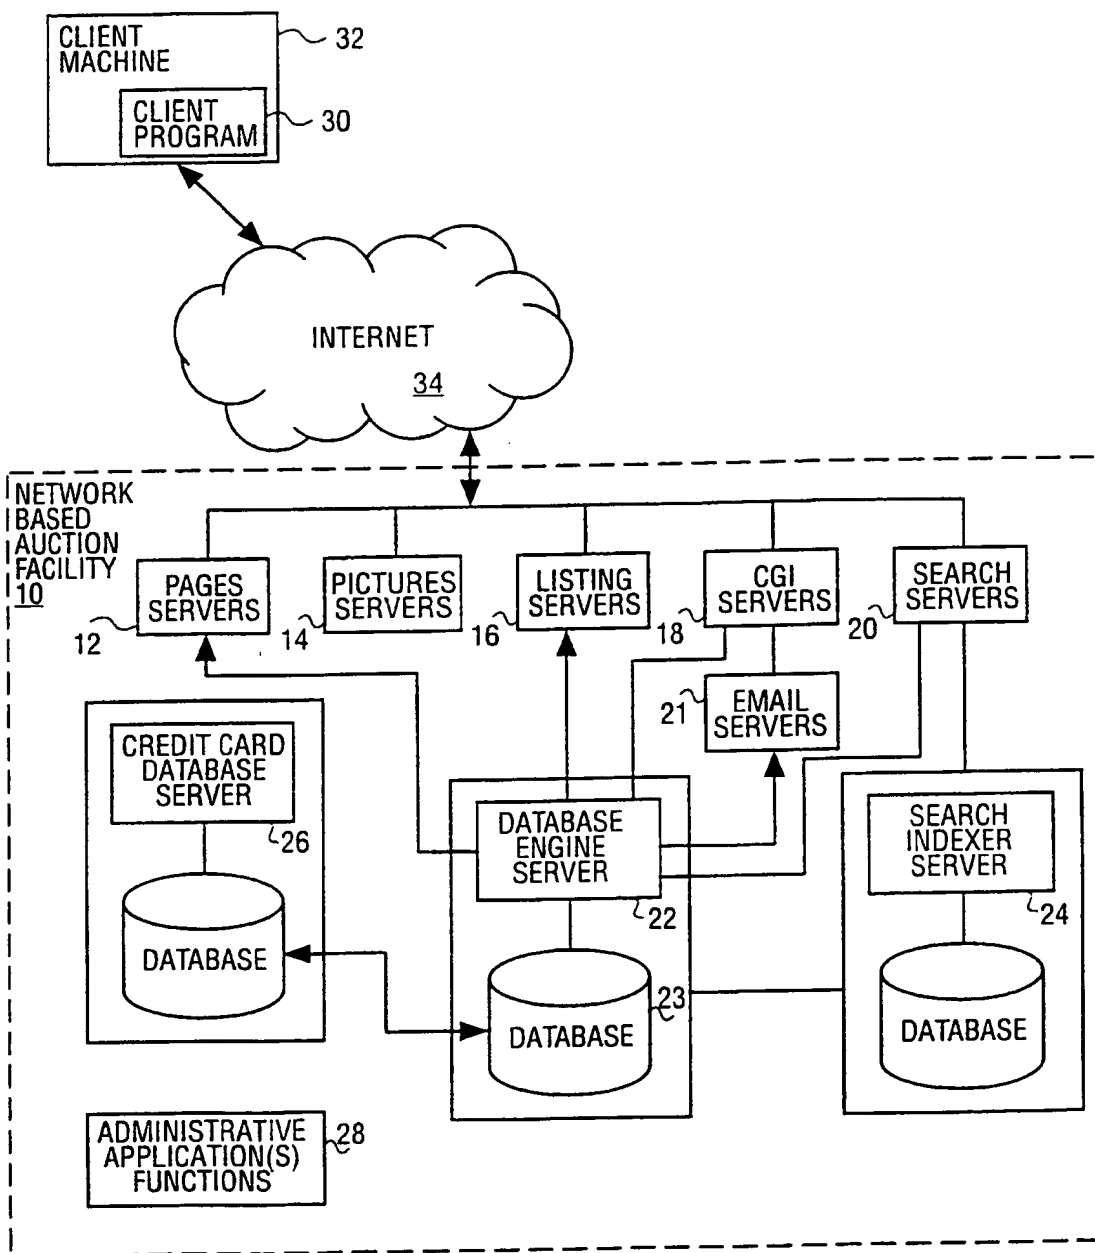 CLIENT
MACHINE
32
CLIENT
PROGRAM
30
INTERNET
34
NETWORK
BASED
AUCTION
FACILITY
10
PAGES
SERVERS
12
PICTURES
SERVERS
14
LISTING
SERVERS
16
CGI
SERVERS
18
SEARCH
SERVERS
20
EMAIL
SERVERS
21
CREDIT CARD
DATABASE
SERVER
26
DATABASE
DATABASE
ENGINE
SERVER
22
DATABASE
23
SEARCH
INDEXER
SERVER
24
DATABASE
ADMINISTRATIVE
APPLICATION(S)
FUNCTIONS
28